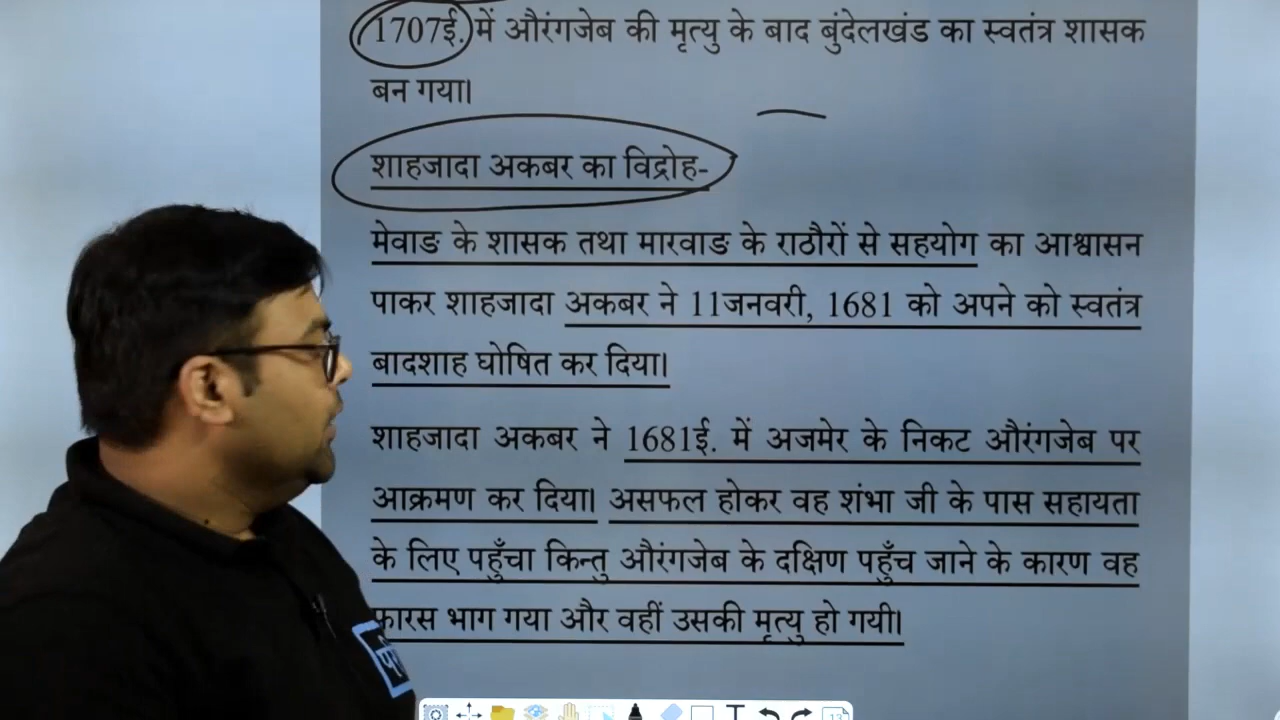 1707ई. में औरंगजेब की मृत्यु के बाद बुंदेलखंड का स्वतंत्र शासक
बन गया।
शाहजादा अकबर का विद्रोह-
मेवाङ के शासक तथा मारवाङ के राठौरों से सहयोग का आश्वासन
पाकर शाहजादा अकबर ने 11जनवरी, 1681 को अपने को स्वतंत्र
बादशाह घोषित कर दिया।
शाहजादा अकबर ने 1681ई. में अजमेर के निकट औरंगजेब पर
आक्रमण कर दिया। असफल होकर वह शंभा जी के पास सहायता
के लिए पहुँचा किन्तु औरंगजेब के दक्षिण पहुँच जाने के कारण वह
फारस भाग गया और वहीं उसकी मृत्यु हो गयी।